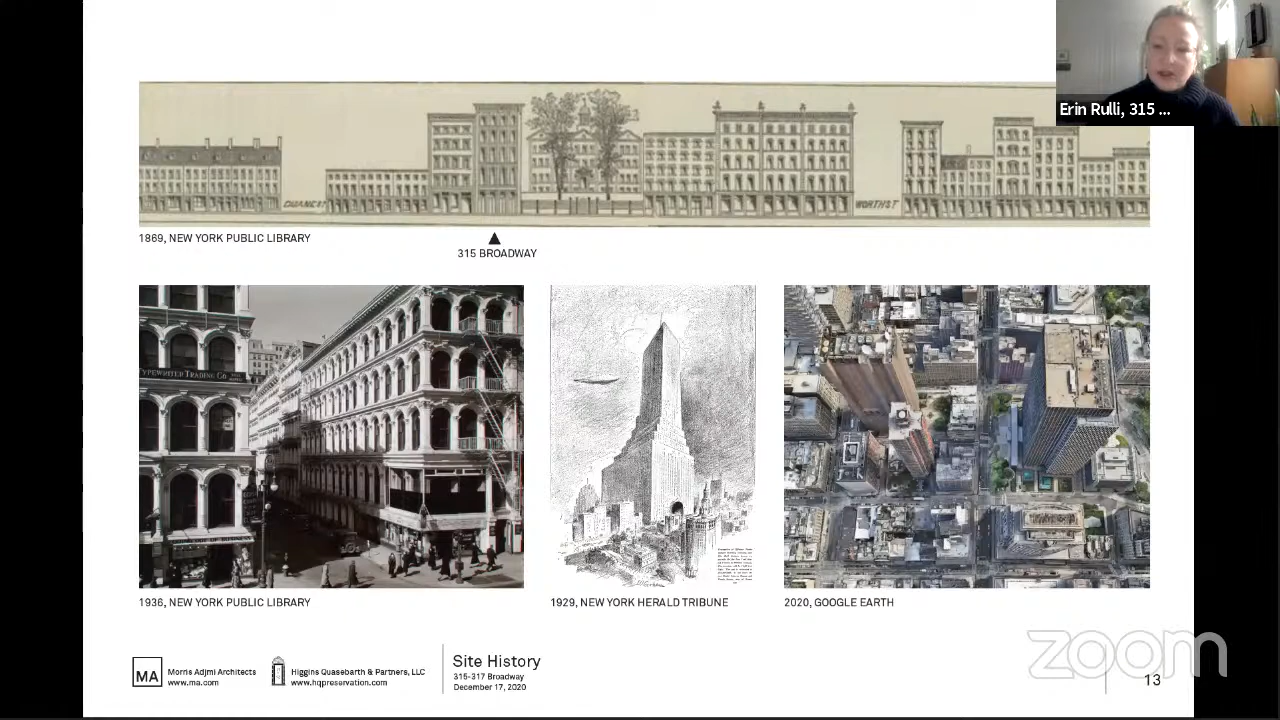 Erin Rulli, 315 ...
DUANE ST
WORTH ST
1869, NEW YORK PUBLIC LIBRARY
315 BROADWAY
TYPEWRITER TRADING CO
1936, NEW YORK PUBLIC LIBRARY
1929, NEW YORK HERALD TRIBUNE
2020, GOOGLE EARTH
zoom
MA
Morris Adjmi Architects
www.ma.com
Higgins Quasebarth & Partners, LLC
www.hqpreservation.com
Site History
315-317 Broadway
December 17, 2020
13